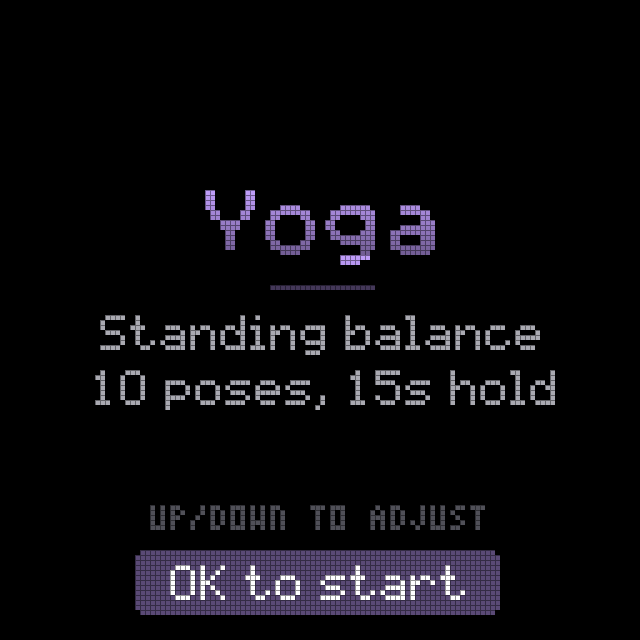 Yoga
Standing balance
10 poses, 15s hold
UP/DOWN TO ADJUST
OK to start